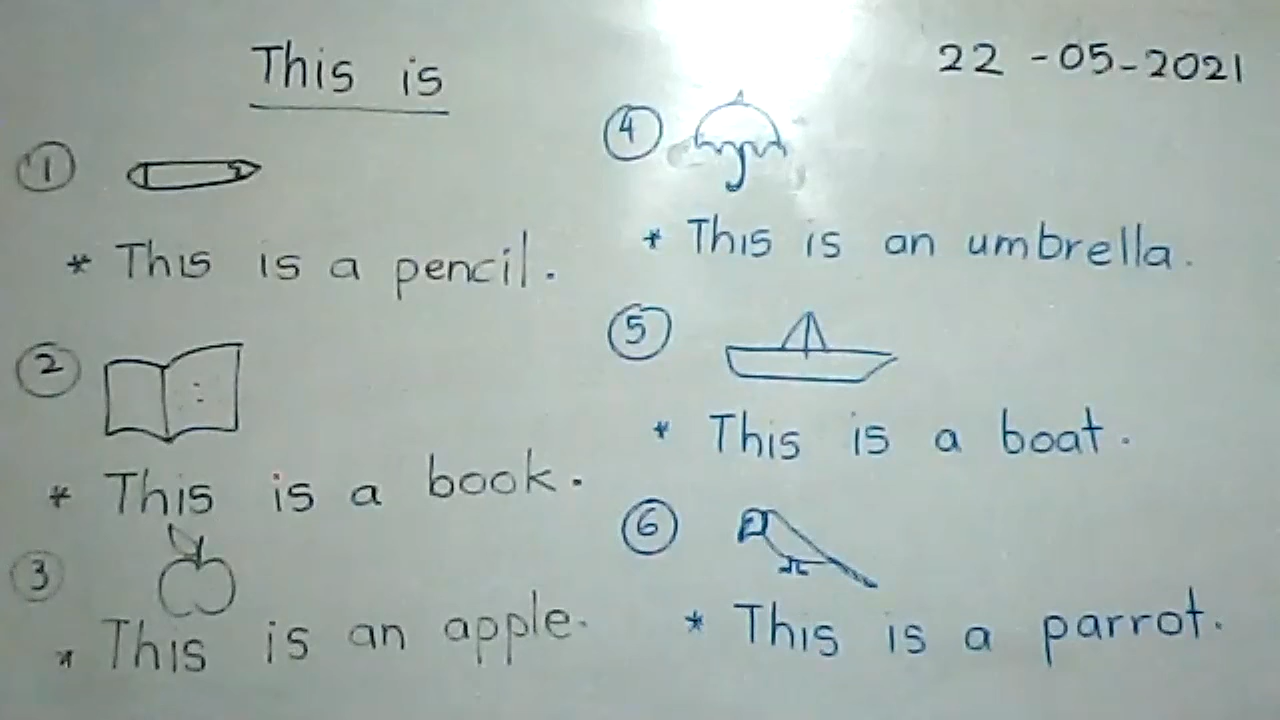 This is
22 -05-2021
1
* This is a pencil.
2
* This is a book.
3
* This is an apple.
4
* This is an umbrella.
5
* This is a boat.
6
* This is a parrot.